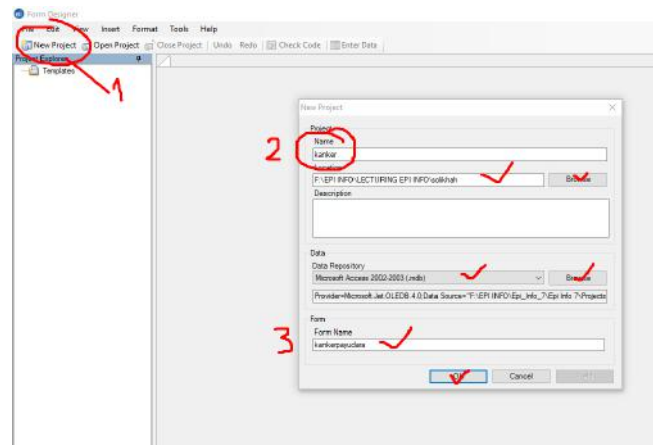 Form Designer
File Edit View Insert Format Tools Help
New Project Open Project Close Project Undo Redo Check Code Enter Data
Project Explorer
Templates
1
New Project
Project
2
Name
kanker
Location
F:\EPI INFO\LECTURING EPI INFO\solikhah Browse
Description
Data
Data Repository
Microsoft Access 2002-2003 (.mdb) Browse
Provider=Microsoft.Jet.OLEDB.4.0;Data Source="F:\EPI INFO\Epi_Info_7\Epi Info 7\Projects
Form
3
Form Name
kankerpayudara
OK Cancel